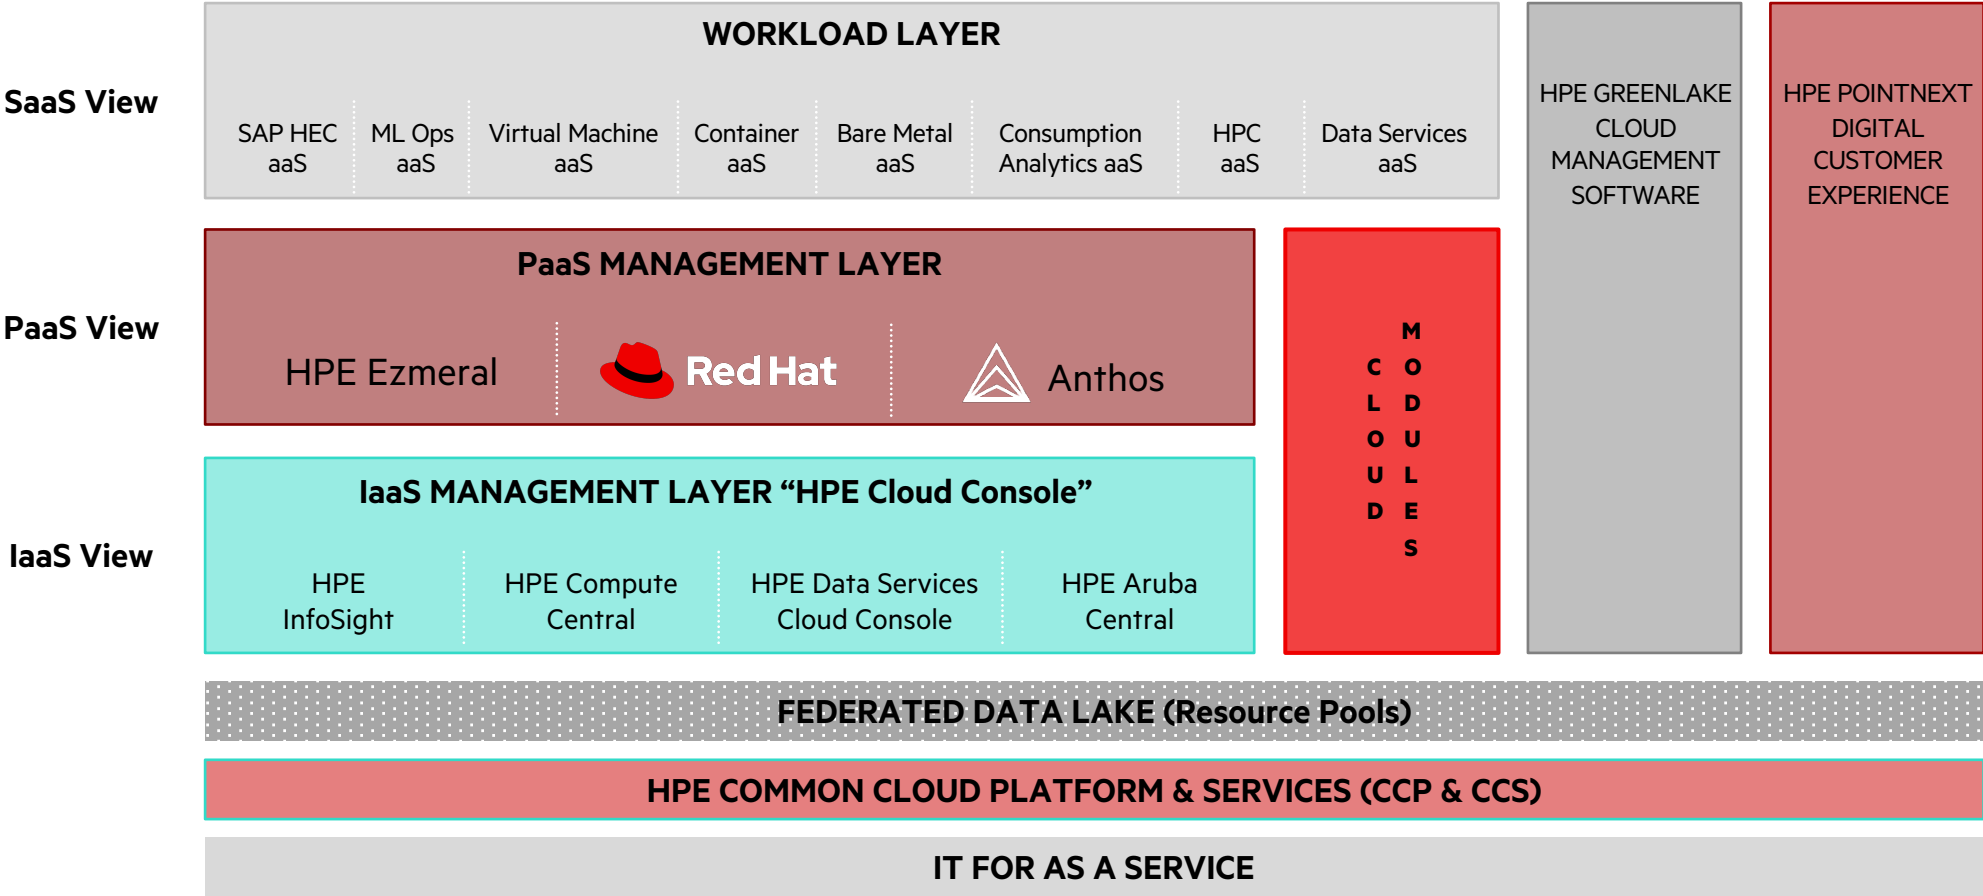 WORKLOAD LAYER
SaaS View
SAP HEC
aaS
ML Ops
aaS
Virtual Machine
aaS
Container
aaS
Bare Metal
aaS
Consumption
Analytics aaS
HPC
aaS
Data Services
aaS
HPE GREENLAKE
CLOUD
MANAGEMENT
SOFTWARE
HPE POINTNEXT
DIGITAL
CUSTOMER
EXPERIENCE
PaaS View
PaaS MANAGEMENT LAYER
HPE Ezmeral
Red Hat
Anthos
CLOUD
MODULES
IaaS View
IaaS MANAGEMENT LAYER “HPE Cloud Console”
HPE
InfoSight
HPE Compute
Central
HPE Data Services
Cloud Console
HPE Aruba
Central
FEDERATED DATA LAKE (Resource Pools)
HPE COMMON CLOUD PLATFORM & SERVICES (CCP & CCS)
IT FOR AS A SERVICE